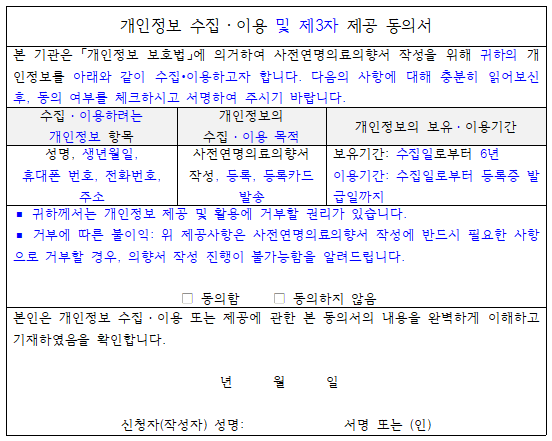 개인정보 수집ㆍ이용 및 제3자 제공 동의서
본 기관은 「개인정보 보호법」에 의거하여 사전연명의료의향서 작성을 위해 귀하의 개
인정보를 아래와 같이 수집•이용하고자 합니다. 다음의 사항에 대해 충분히 읽어보신
후, 동의 여부를 체크하시고 서명하여 주시기 바랍니다.
수집ㆍ이용하려는
개인정보 항목
개인정보의
수집ㆍ이용 목적
개인정보의 보유ㆍ이용기간
성명, 생년월일,
휴대폰 번호, 전화번호,
주소
사전연명의료의향서
작성, 등록, 등록카드
발송
보유기간: 수집일로부터 6년
이용기간: 수집일로부터 등록증 발
급일까지
▪ 귀하께서는 개인정보 제공 및 활용에 거부할 권리가 있습니다.
▪ 거부에 따른 불이익: 위 제공사항은 사전연명의료의향서 작성에 반드시 필요한 사항
으로 거부할 경우, 의향서 작성 진행이 불가능함을 알려드립니다.
□ 동의함 □ 동의하지 않음
본인은 개인정보 수집ㆍ이용 또는 제공에 관한 본 동의서의 내용을 완벽하게 이해하고
기재하였음을 확인합니다.
년 월 일
신청자(작성자) 성명: 서명 또는 (인)